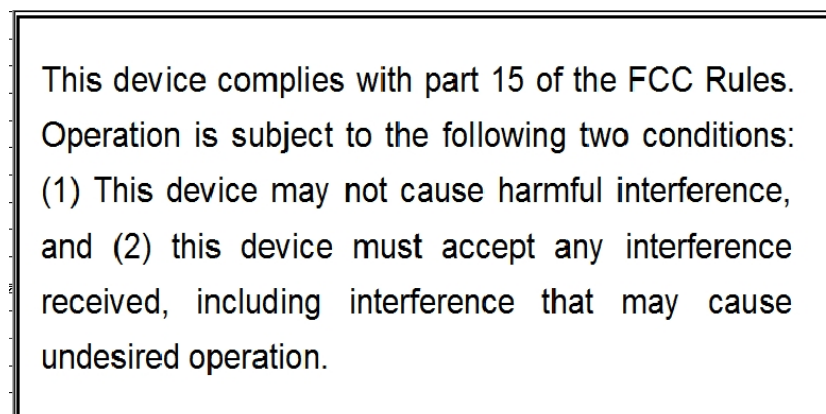 This device complies with part 15 of the FCC Rules.
Operation is subject to the following two conditions:
(1) This device may not cause harmful interference,
and (2) this device must accept any interference
received, including interference that may cause
undesired operation.